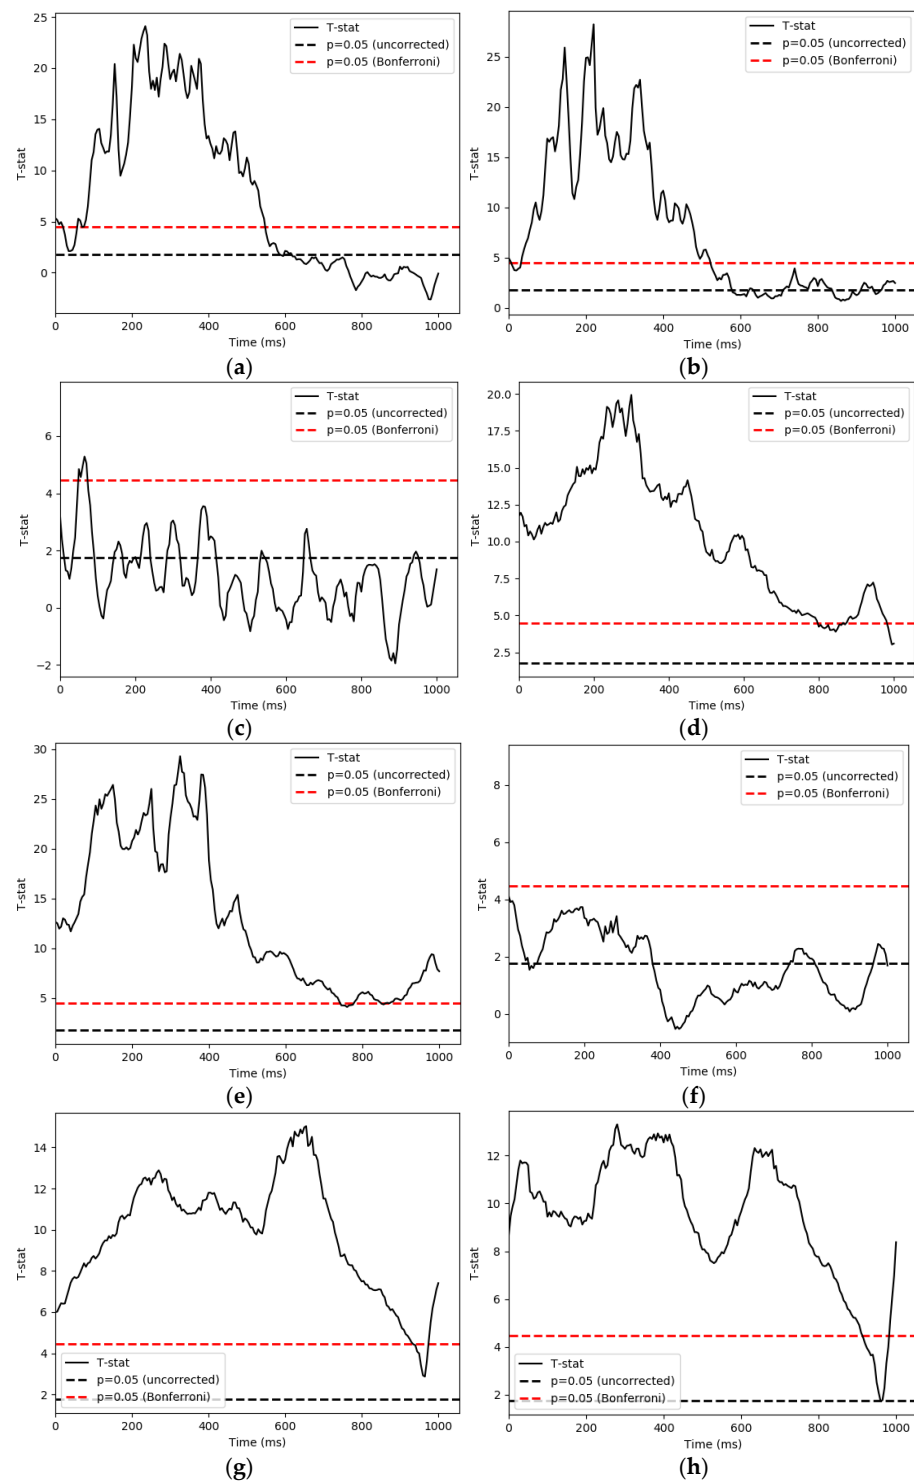 25
20
15
10
5
0
T-stat
T-stat
p=0.05 (uncorrected)
p=0.05 (Bonferroni)
0 200 400 600 800 1000
Time (ms)
(a)
25
20
15
10
5
0
T-stat
T-stat
p=0.05 (uncorrected)
p=0.05 (Bonferroni)
0 200 400 600 800 1000
Time (ms)
(b)
6
4
2
0
−2
T-stat
T-stat
p=0.05 (uncorrected)
p=0.05 (Bonferroni)
0 200 400 600 800 1000
Time (ms)
(c)
20.0
17.5
15.0
12.5
10.0
7.5
5.0
2.5
T-stat
T-stat
p=0.05 (uncorrected)
p=0.05 (Bonferroni)
0 200 400 600 800 1000
Time (ms)
(d)
30
25
20
15
10
5
T-stat
T-stat
p=0.05 (uncorrected)
p=0.05 (Bonferroni)
0 200 400 600 800 1000
Time (ms)
(e)
8
6
4
2
0
T-stat
T-stat
p=0.05 (uncorrected)
p=0.05 (Bonferroni)
0 200 400 600 800 1000
Time (ms)
(f)
14
12
10
8
6
4
2
T-stat
T-stat
p=0.05 (uncorrected)
p=0.05 (Bonferroni)
0 200 400 600 800 1000
Time (ms)
(g)
12
10
8
6
4
2
T-stat
T-stat
p=0.05 (uncorrected)
p=0.05 (Bonferroni)
0 200 400 600 800 1000
Time (ms)
(h)